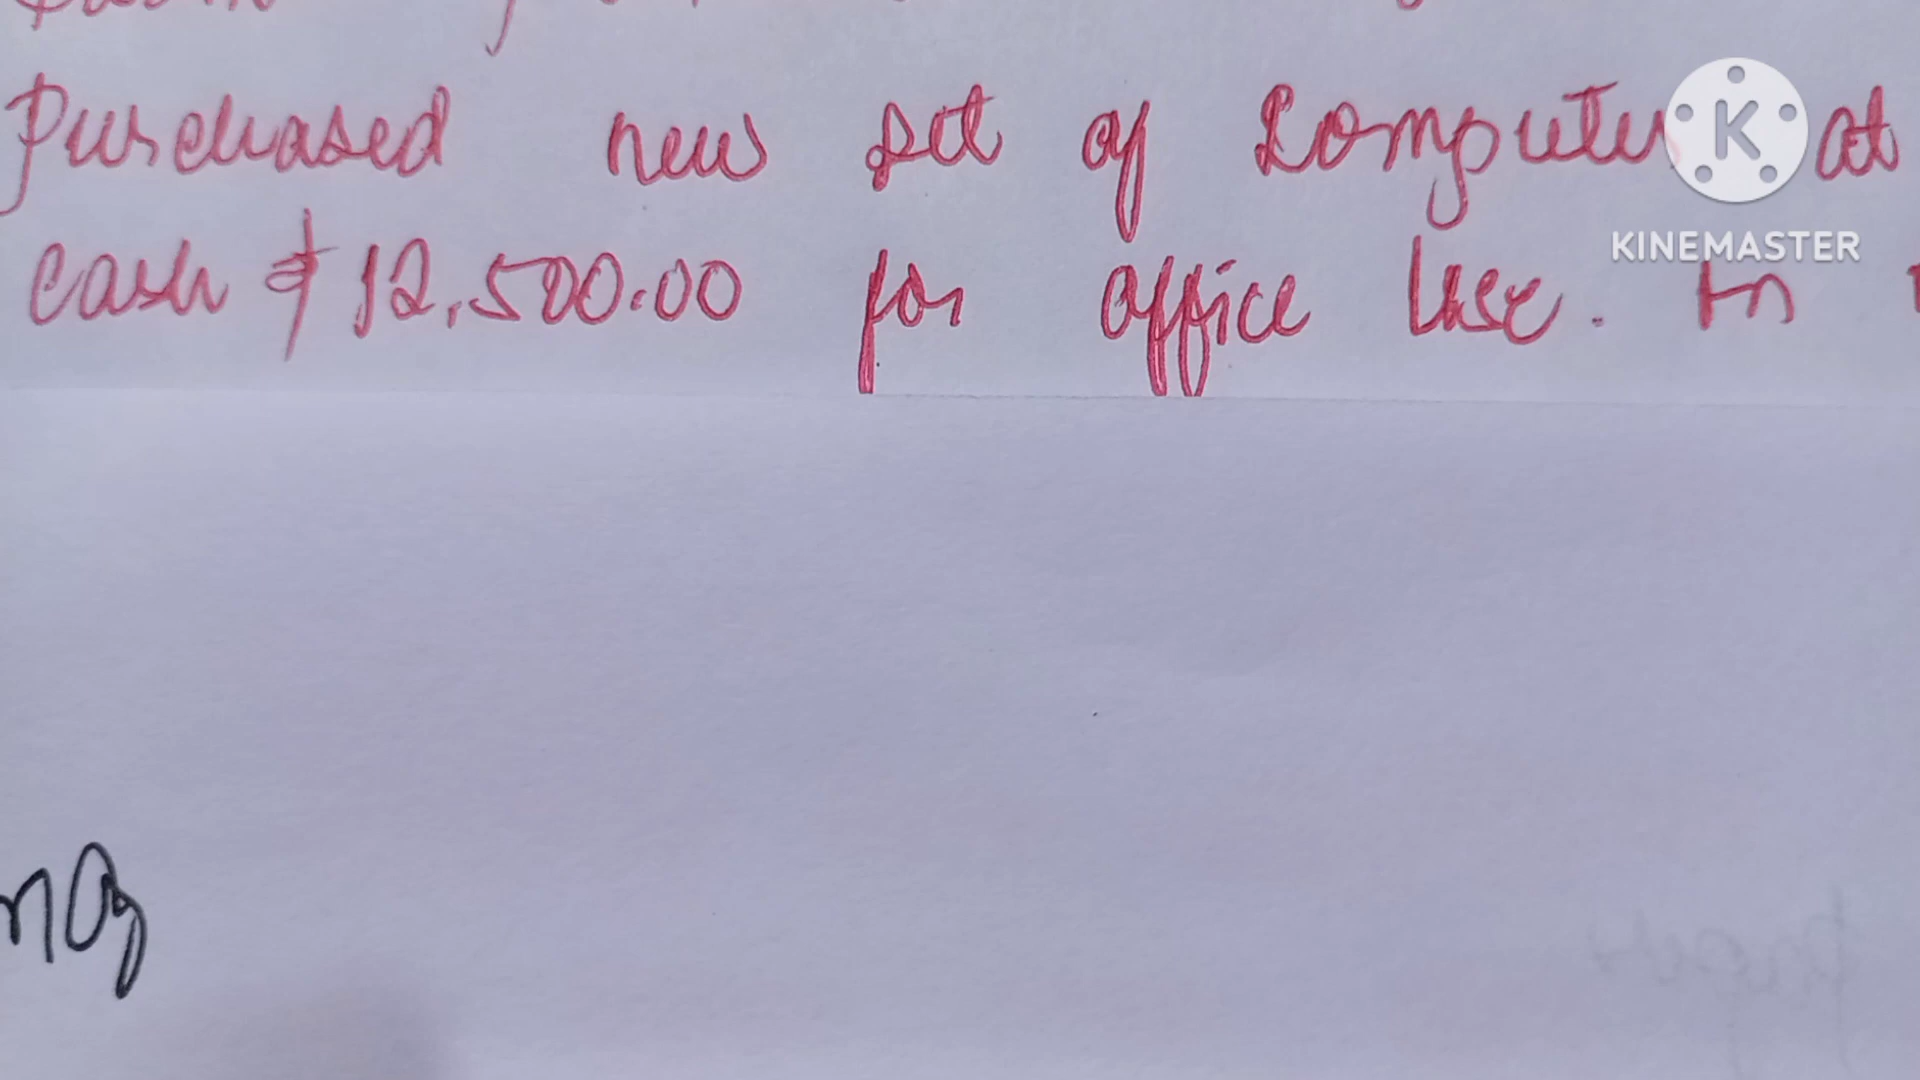 Purchased new set of Computer at
cash $ 12,500.00 for office use. In
KINEMASTER